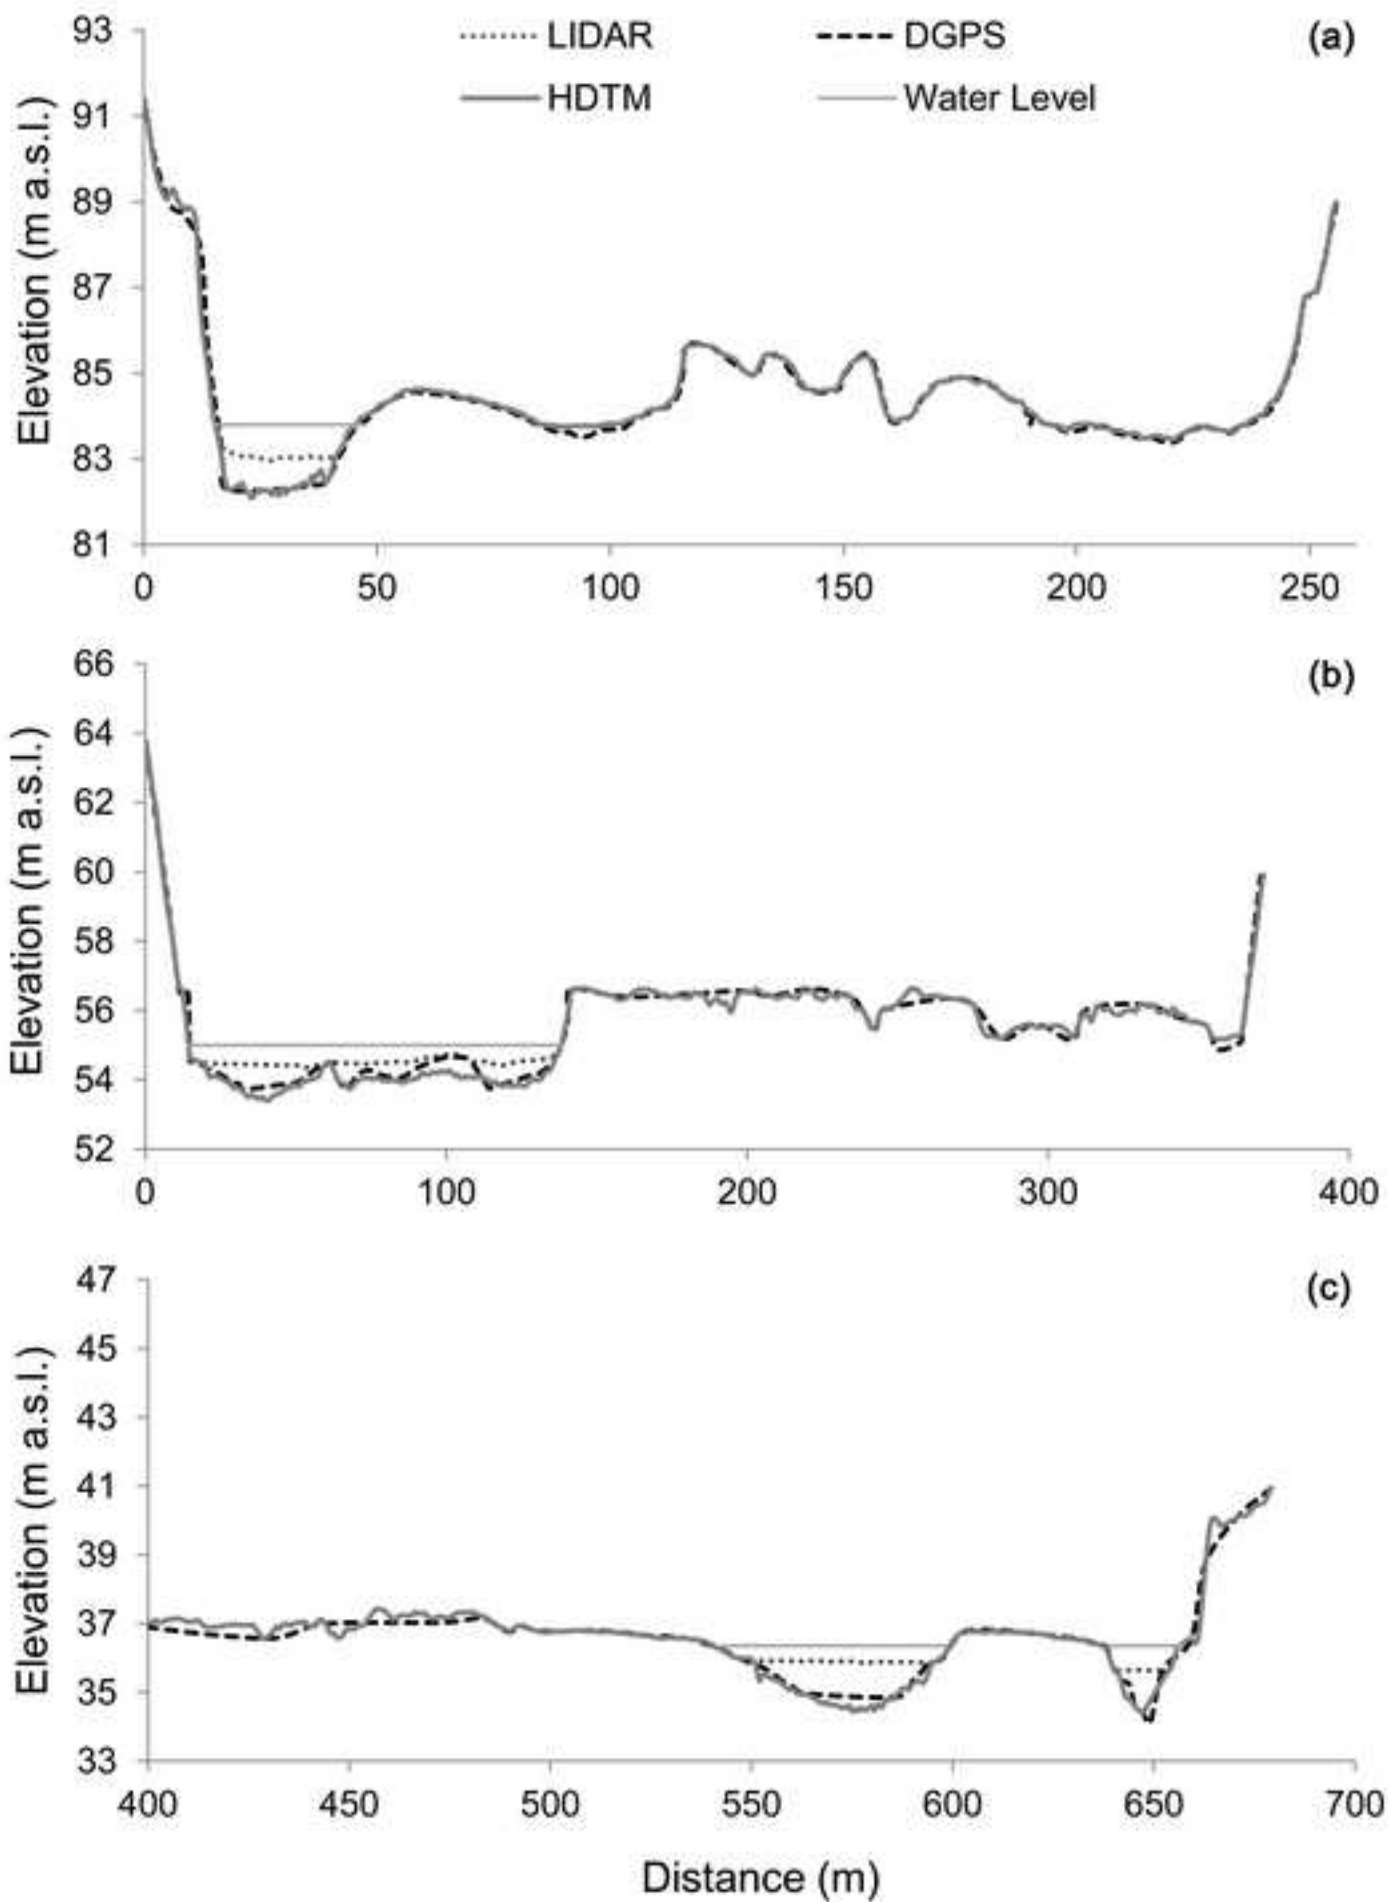 LIDAR DGPS (a)
HDTM Water Level
Elevation (m a.s.l.)
93
91
89
87
85
83
81
0 50 100 150 200 250
(b)
Elevation (m a.s.l.)
66
64
62
60
58
56
54
52
0 100 200 300 400
(c)
Elevation (m a.s.l.)
47
45
43
41
39
37
35
33
400 450 500 550 600 650 700
Distance (m)